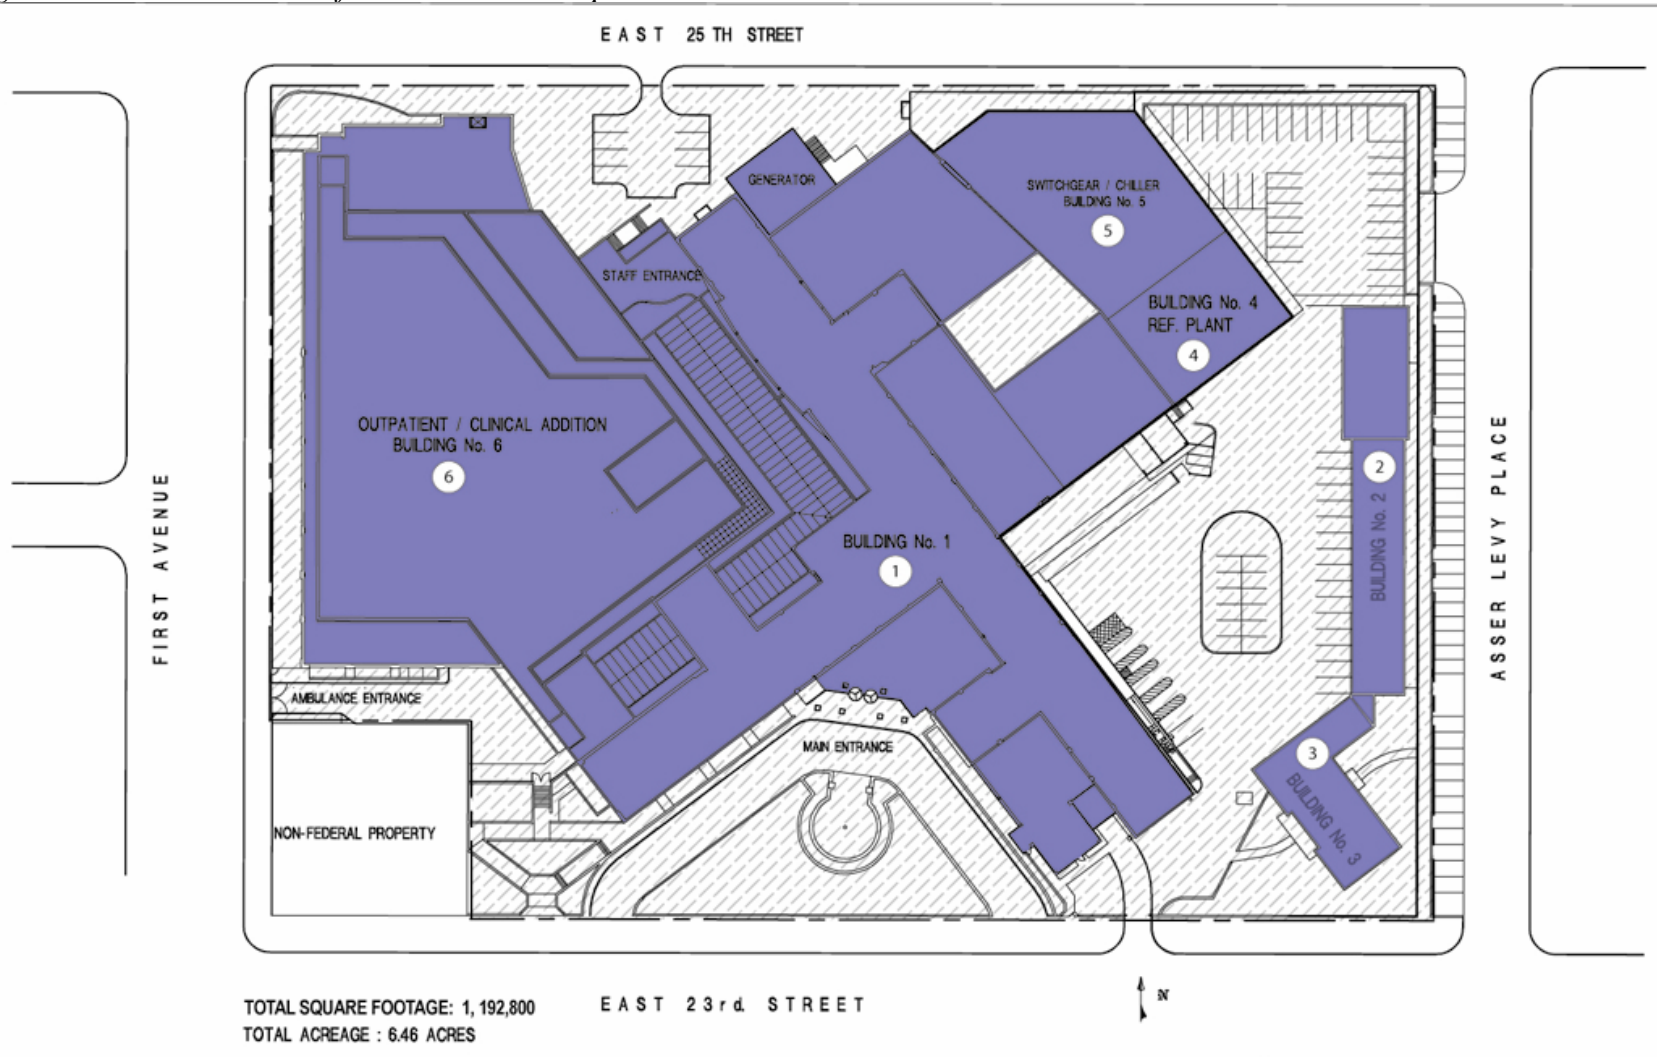 EAST 25 TH STREET
GENERATOR
SWITCHGEAR / CHILLER
BUILDING No. 5
5
STAFF ENTRANCE
BUILDING No. 4
REF. PLANT
4
OUTPATIENT / CLINICAL ADDITION
BUILDING No. 6
6
FIRST AVENUE
ASSER LEVY PLACE
2
BUILDING No. 2
BUILDING No. 1
1
AMBULANCE ENTRANCE
MAIN ENTRANCE
3
BUILDING No. 3
NON-FEDERAL PROPERTY
N
TOTAL SQUARE FOOTAGE: 1, 192,800
EAST 23rd. STREET
TOTAL ACREAGE : 6.46 ACRES